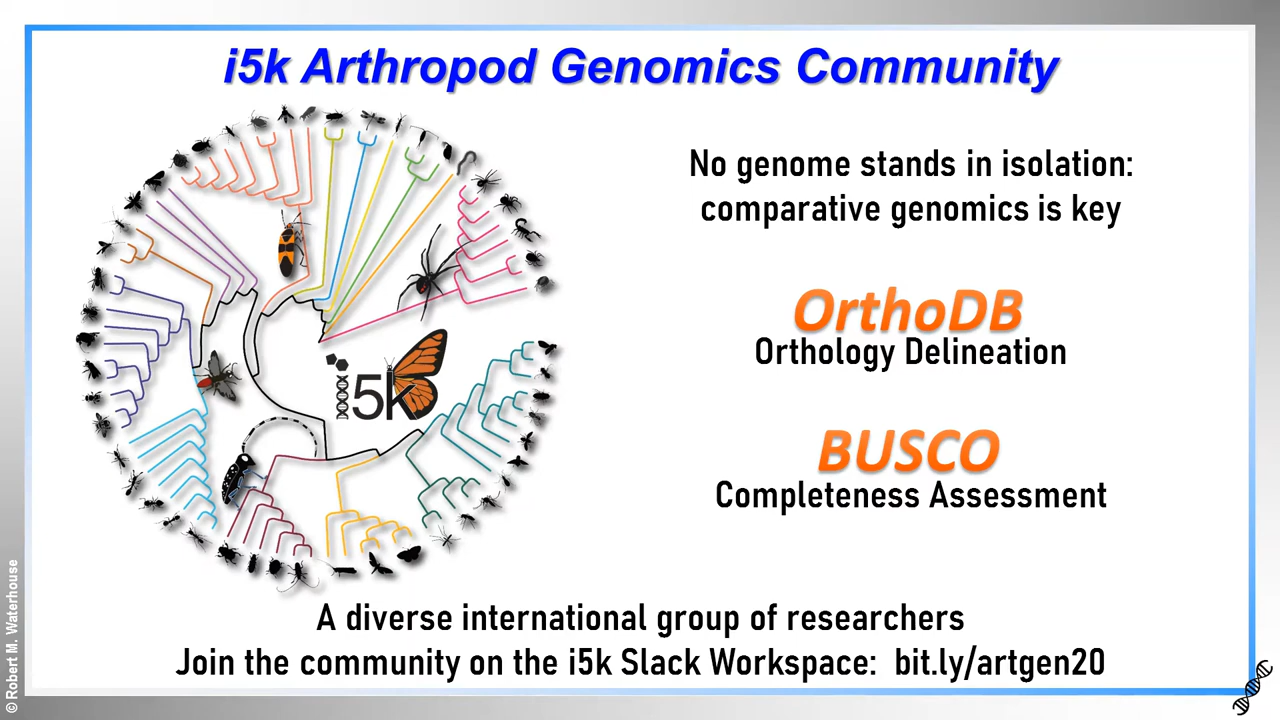 i5k Arthropod Genomics Community
No genome stands in isolation:
comparative genomics is key
OrthoDB
Orthology Delineation
i5k
BUSCO
Completeness Assessment
A diverse international group of researchers
Join the community on the i5k Slack Workspace: bit.ly/artgen20
© Robert M. Waterhouse